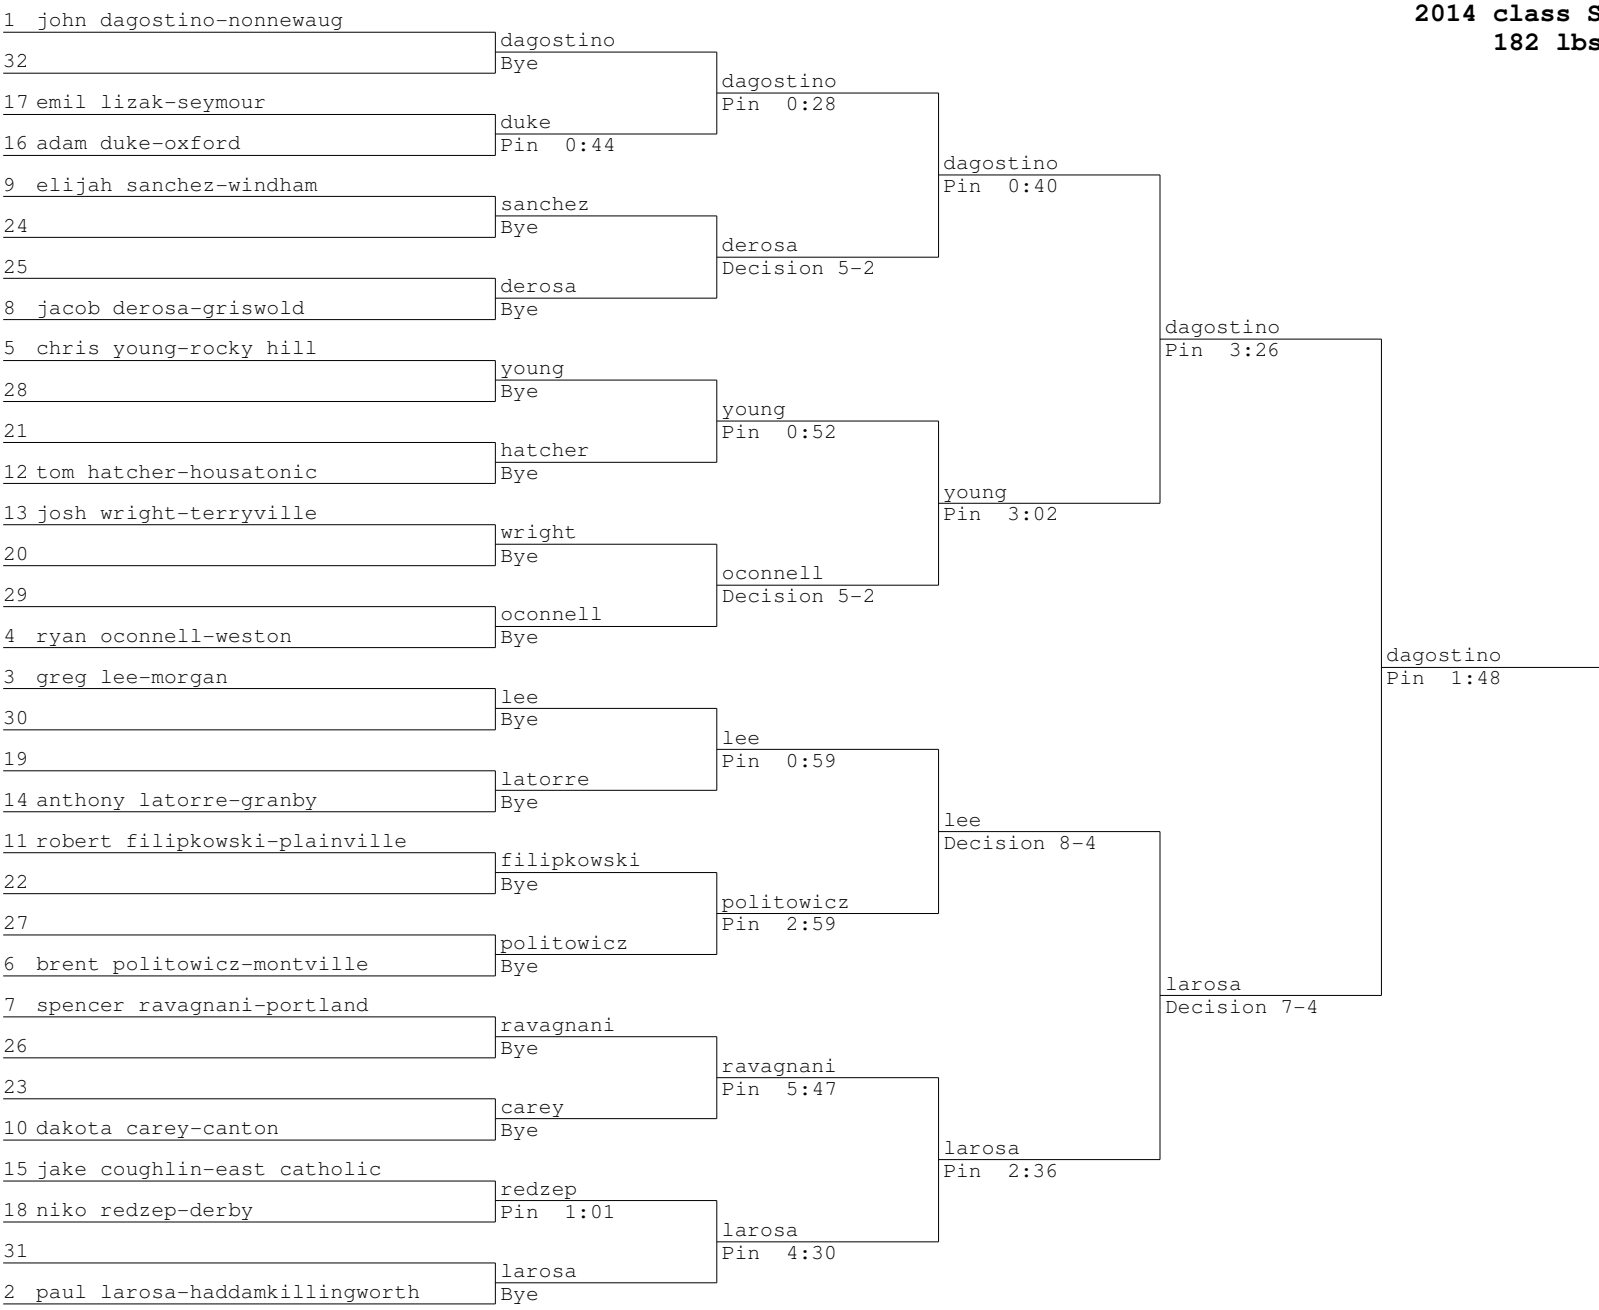 2014 class S
182 lbs
1 john dagostino-nonnewaug
dagostino
32
Bye
dagostino
17 emil lizak-seymour
Pin 0:28
duke
16 adam duke-oxford
Pin 0:44
dagostino
9 elijah sanchez-windham
Pin 0:40
sanchez
24
Bye
derosa
25
Decision 5-2
derosa
8 jacob derosa-griswold
Bye
dagostino
5 chris young-rocky hill
Pin 3:26
young
28
Bye
young
21
Pin 0:52
hatcher
12 tom hatcher-housatonic
Bye
young
13 josh wright-terryville
Pin 3:02
wright
20
Bye
oconnell
29
Decision 5-2
oconnell
4 ryan oconnell-weston
Bye
dagostino
3 greg lee-morgan
Pin 1:48
lee
30
Bye
lee
19
Pin 0:59
latorre
14 anthony latorre-granby
Bye
lee
11 robert filipkowski-plainville
Decision 8-4
filipkowski
22
Bye
politowicz
27
Pin 2:59
politowicz
6 brent politowicz-montville
Bye
larosa
7 spencer ravagnani-portland
Decision 7-4
ravagnani
26
Bye
ravagnani
23
Pin 5:47
carey
10 dakota carey-canton
Bye
larosa
15 jake coughlin-east catholic
Pin 2:36
redzep
18 niko redzep-derby
Pin 1:01
larosa
31
Pin 4:30
larosa
2 paul larosa-haddamkillingworth
Bye